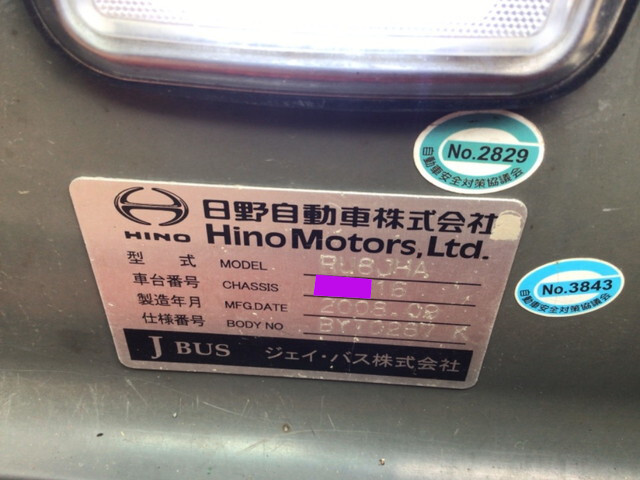 No.2829
自動車安全対策協議会
HINO
日野自動車株式会社
Hino Motors, Ltd.
型式 MODEL RU8JHA
車台番号 CHASSIS 16
製造年月 MFG.DATE 2008.09
仕様番号 BODY NO K
J BUS ジェイ・バス株式会社
No.3843
自動車安全対策協議会